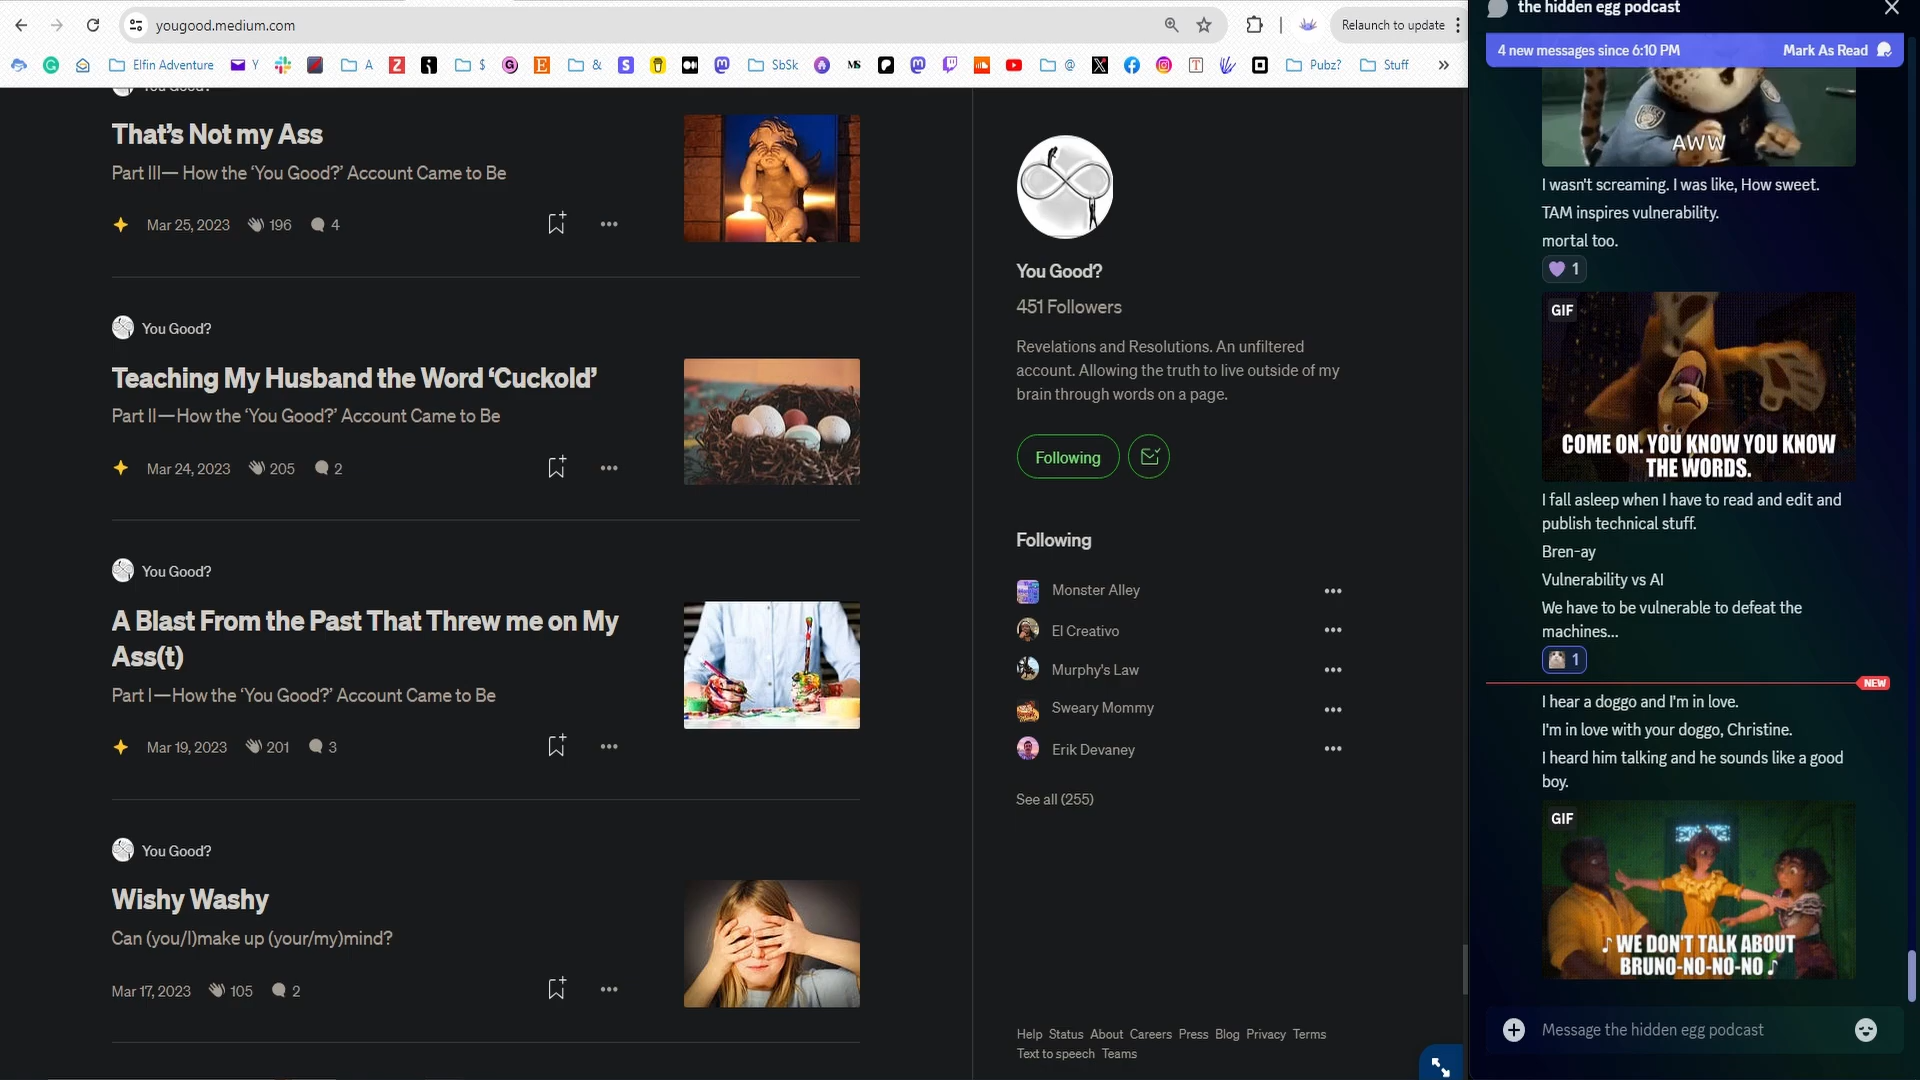 yougood.medium.com
Relaunch to update
Elfin Adventure
Y
A
$
&
SbSk
@
Pubz?
Stuff
You Good?
That's Not my Ass
Part III— How the 'You Good?' Account Came to Be
Mar 25, 2023
196
4
You Good?
Teaching My Husband the Word 'Cuckold'
Part II—How the 'You Good?' Account Came to Be
Mar 24, 2023
205
2
You Good?
A Blast From the Past That Threw me on My
Ass(t)
Part I—How the 'You Good?' Account Came to Be
Mar 19, 2023
201
3
You Good?
Wishy Washy
Can (you/I)make up (your/my)mind?
Mar 17, 2023
105
2
You Good?
451 Followers
Revelations and Resolutions. An unfiltered
account. Allowing the truth to live outside of my
brain through words on a page.
Following
Following
Monster Alley
El Creativo
Murphy's Law
Sweary Mommy
Erik Devaney
See all (255)
Help Status About Careers Press Blog Privacy Terms
Text to speech Teams
the hidden egg podcast
4 new messages since 6:10 PM
Mark As Read
AWW
I wasn't screaming. I was like, How sweet.
TAM inspires vulnerability.
mortal too.
1
GIF
COME ON. YOU KNOW YOU KNOW
THE WORDS.
I fall asleep when I have to read and edit and
publish technical stuff.
Bren-ay
Vulnerability vs AI
We have to be vulnerable to defeat the
machines...
1
NEW
I hear a doggo and I'm in love.
I'm in love with your doggo, Christine.
I heard him talking and he sounds like a good
boy.
GIF
♪ WE DON'T TALK ABOUT
BRUNO-NO-NO-NO ♪
Message the hidden egg podcast